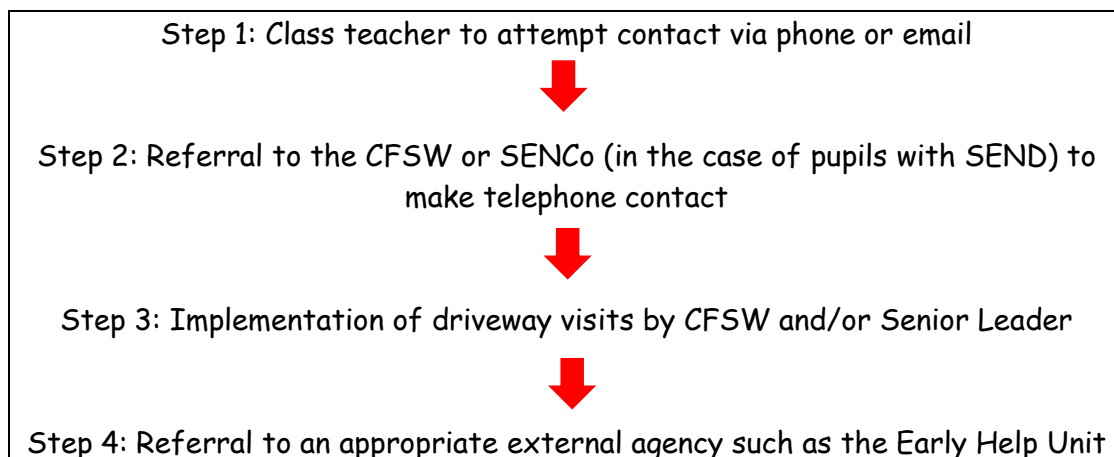 Step 1: Class teacher to attempt contact via phone or email
Step 2: Referral to the CFSW or SENCo (in the case of pupils with SEND) to
make telephone contact
Step 3: Implementation of driveway visits by CFSW and/or Senior Leader
Step 4: Referral to an appropriate external agency such as the Early Help Unit